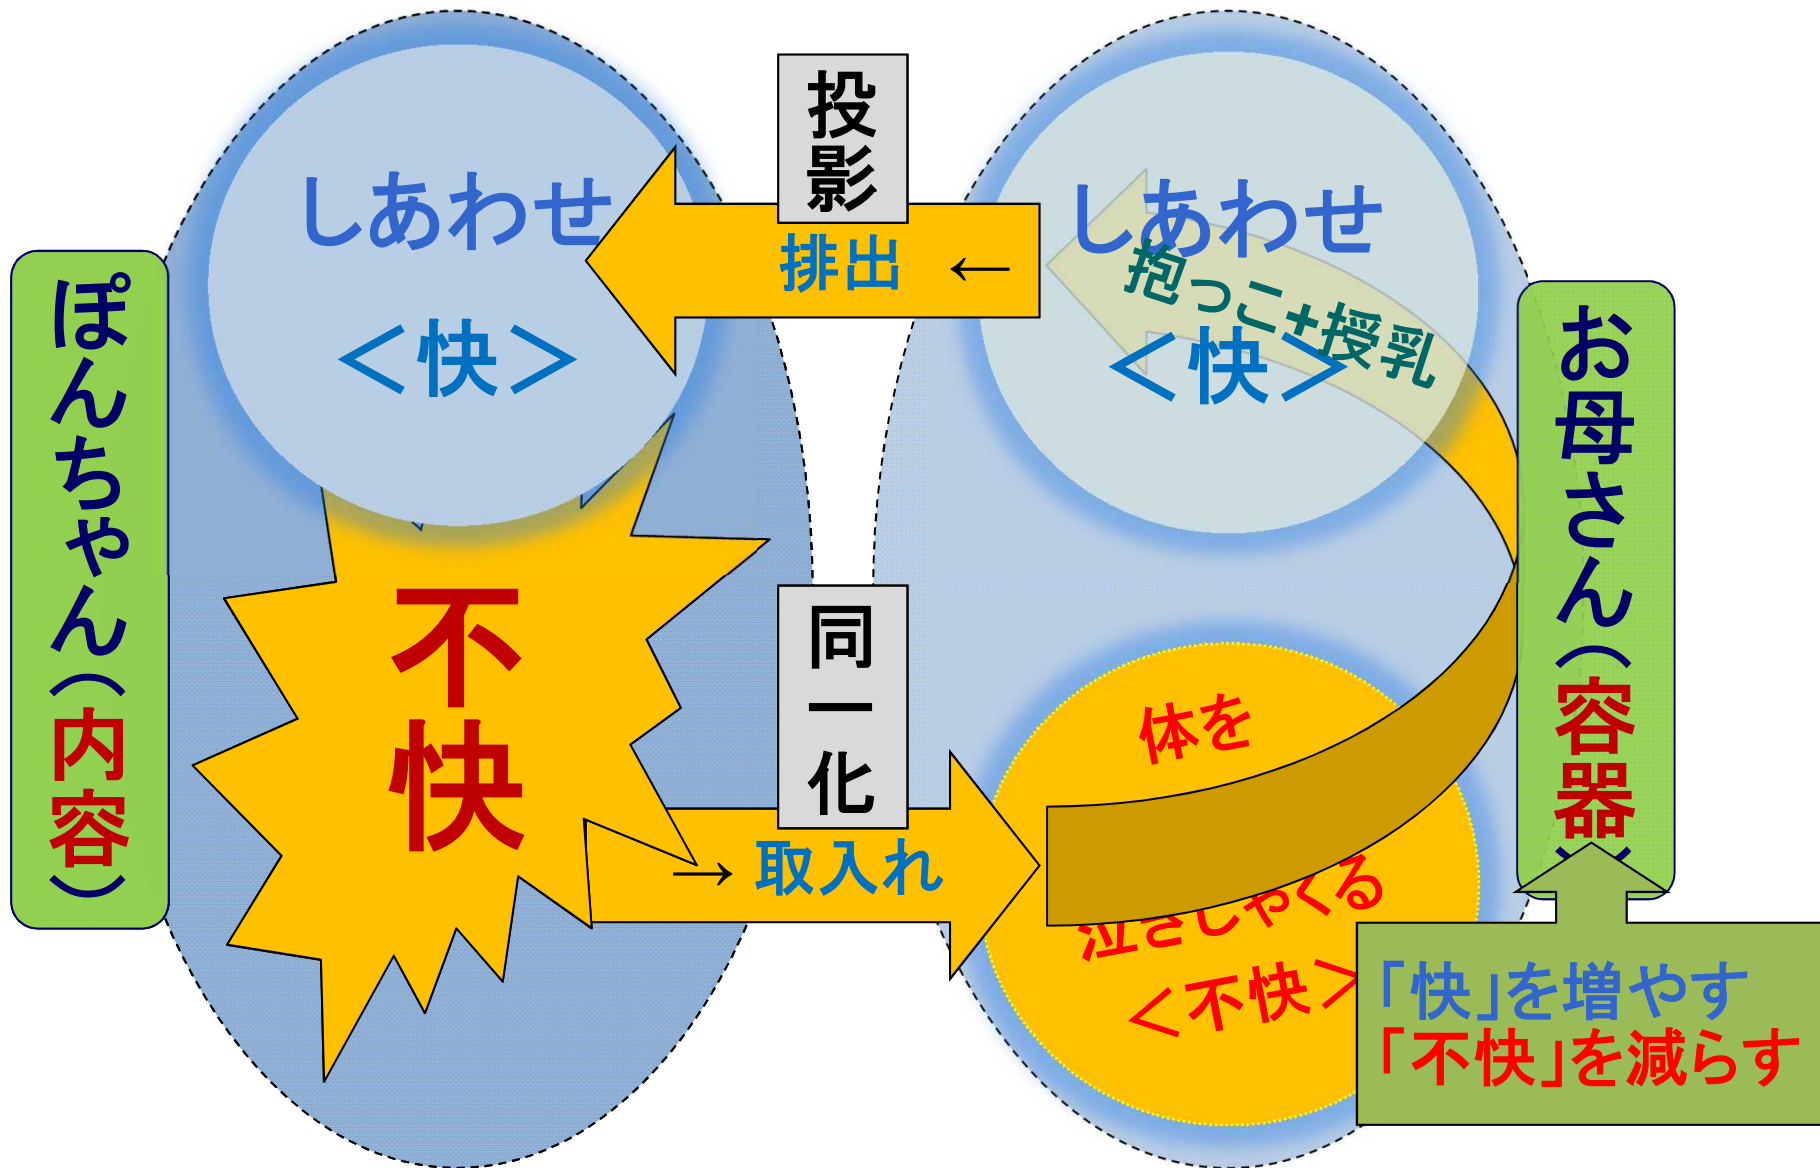 ぽんちゃん(内容)
しあわせ
<快>
不快
投影
排出 ←
同一化
→ 取入れ
しあわせ
抱っこ+授乳
<快>
体を
泣きじゃくる
<不快>
お母さん(容器)
「快」を増やす
「不快」を減らす